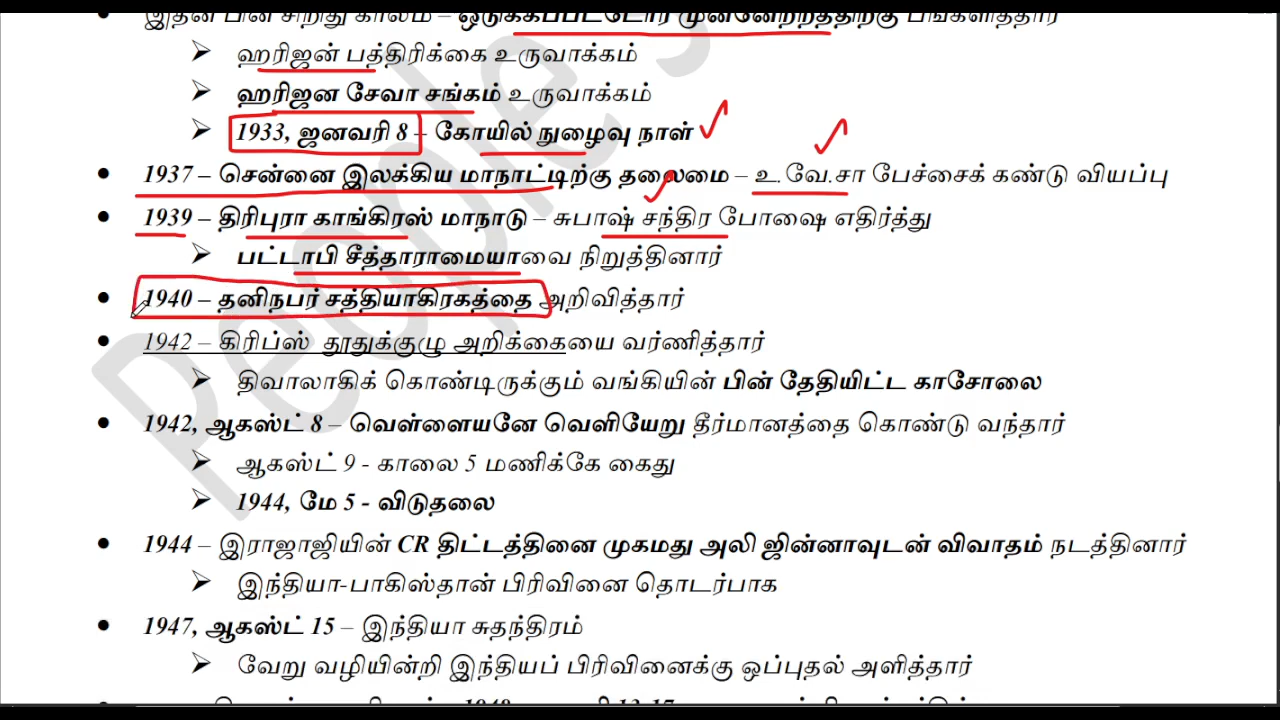 இதன் பின் சிறிது காலம் – ஒடுக்கப்பட்டோர் முன்னேற்றத்திற்கு பங்களித்தார்
➢ ஹரிஜன் பத்திரிக்கை உருவாக்கம்
➢ ஹரிஜன சேவா சங்கம் உருவாக்கம்
➢ 1933, ஜனவரி 8 – கோயில் நுழைவு நாள்
• 1937 – சென்னை இலக்கிய மாநாட்டிற்கு தலைமை – உ.வே.சா பேச்சைக் கண்டு வியப்பு
• 1939 – திரிபுரா காங்கிரஸ் மாநாடு – சுபாஷ் சந்திர போஷை எதிர்த்து
➢ பட்டாபி சீத்தாராமையாவை நிறுத்தினார்
• 1940 – தனிநபர் சத்தியாகிரகத்தை அறிவித்தார்
• 1942 – கிரிப்ஸ் தூதுக்குழு அறிக்கையை வர்ணித்தார்
➢ திவாலாகிக் கொண்டிருக்கும் வங்கியின் பின் தேதியிட்ட காசோலை
• 1942, ஆகஸ்ட் 8 – வெள்ளையனே வெளியேறு தீர்மானத்தை கொண்டு வந்தார்
➢ ஆகஸ்ட் 9 - காலை 5 மணிக்கே கைது
➢ 1944, மே 5 - விடுதலை
• 1944 – இராஜாஜியின் CR திட்டத்தினை முகமது அலி ஜின்னாவுடன் விவாதம் நடத்தினார்
➢ இந்தியா-பாகிஸ்தான் பிரிவினை தொடர்பாக
• 1947, ஆகஸ்ட் 15 – இந்தியா சுதந்திரம்
➢ வேறு வழியின்றி இந்தியப் பிரிவினைக்கு ஒப்புதல் அளித்தார்
People